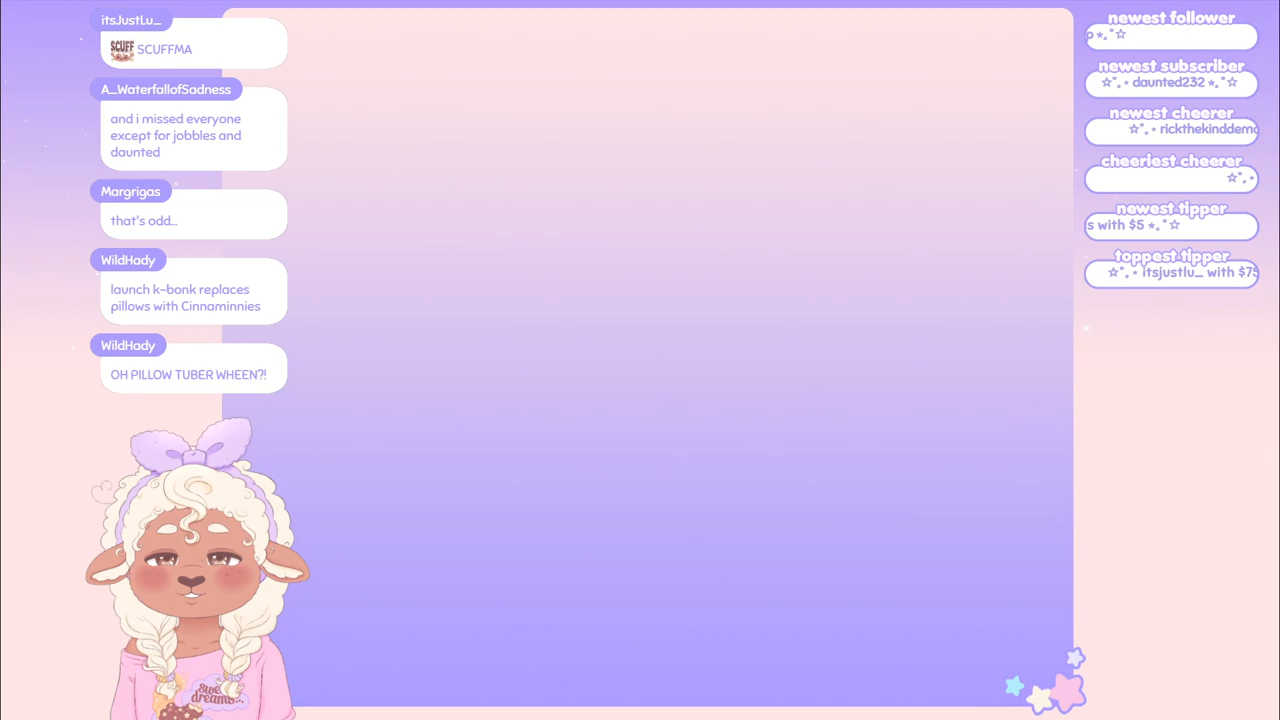 itsJustLu_
SCUFF SCUFFMA
A_WaterfallofSadness
and i missed everyone
except for jobbles and
daunted
Margrigas
that's odd...
WildHady
launch k-bonk replaces
pillows with Cinnaminnies
WildHady
OH PILLOW TUBER WHEEN?!
swe
dreams
newest follower
p ⋆｡˚☆
newest subscriber
☆˚｡⋆ daunted232 ⋆｡˚☆
newest cheerer
☆˚｡⋆ rickthekinddemo
cheeriest cheerer
☆˚｡⋆
newest tipper
s with $5 ⋆｡˚☆
toppest tipper
☆˚｡⋆ itsjustlu_ with $75